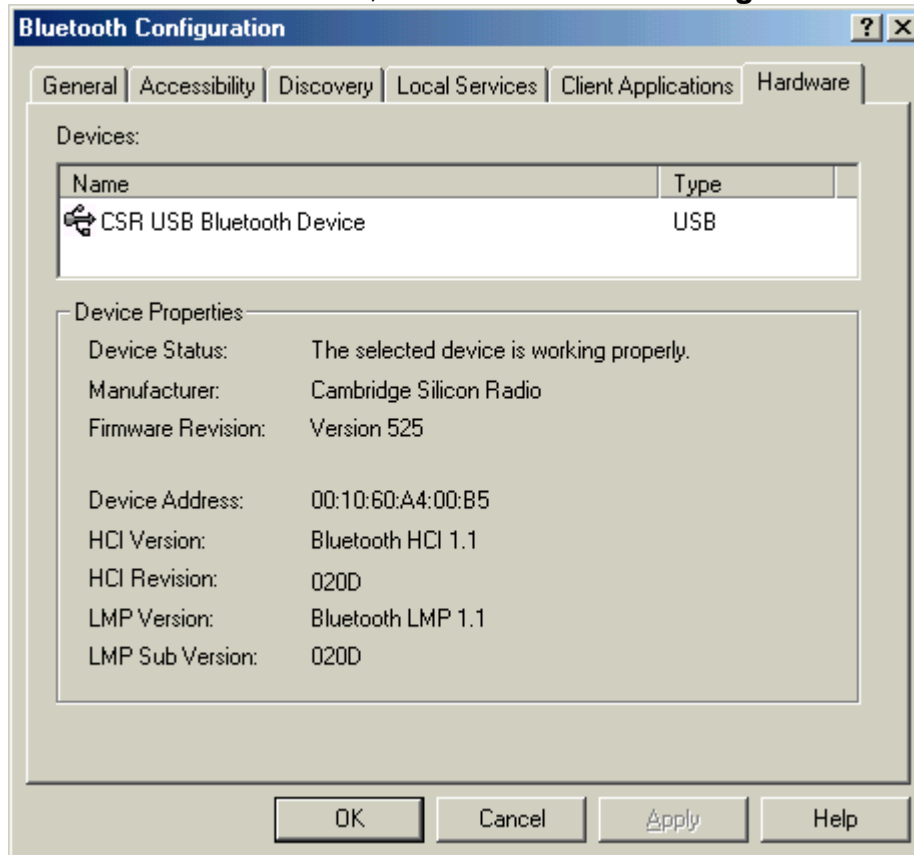 Bluetooth Configuration
General Accessibility Discovery Local Services Client Applications Hardware
Devices:
Name Type
CSR USB Bluetooth Device USB
Device Properties
Device Status: The selected device is working properly.
Manufacturer: Cambridge Silicon Radio
Firmware Revision: Version 525
Device Address: 00:10:60:A4:00:B5
HCI Version: Bluetooth HCI 1.1
HCI Revision: 020D
LMP Version: Bluetooth LMP 1.1
LMP Sub Version: 020D
OK Cancel Apply Help